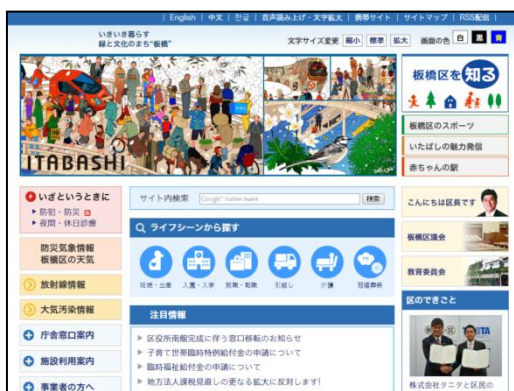 | English | 中文 | 한글 | 音声読み上げ・文字拡大 | 携帯サイト | サイトマップ | RSS配信 |
いきいき暮らす
緑と文化のまち“板橋”
文字サイズ変更 縮小 標準 拡大 画面の色 白 黒 青
ITABASHI
板橋区を知る
板橋区のスポーツ
いたばしの魅力発信
赤ちゃんの駅
いざというときに
防犯・防災
夜間・休日診療
防災気象情報
板橋区の天気
放射線情報
大気汚染情報
庁舎窓口案内
施設利用案内
事業者の方へ
サイト内検索 Google 検索
ライフシーンから探す
妊娠・出産 入園・入学 就職・転職 引越し 介護 冠婚葬祭
注目情報
区役所南館完成に伴う窓口移転のお知らせ
子育て世帯臨時特例給付金の申請について
臨時福祉給付金の申請について
地方法人課税見直しの更なる拡大に反対します!
こんにちは区長です
板橋区議会
教育委員会
区のできごと
TANITA
株式会社タニタと区民の